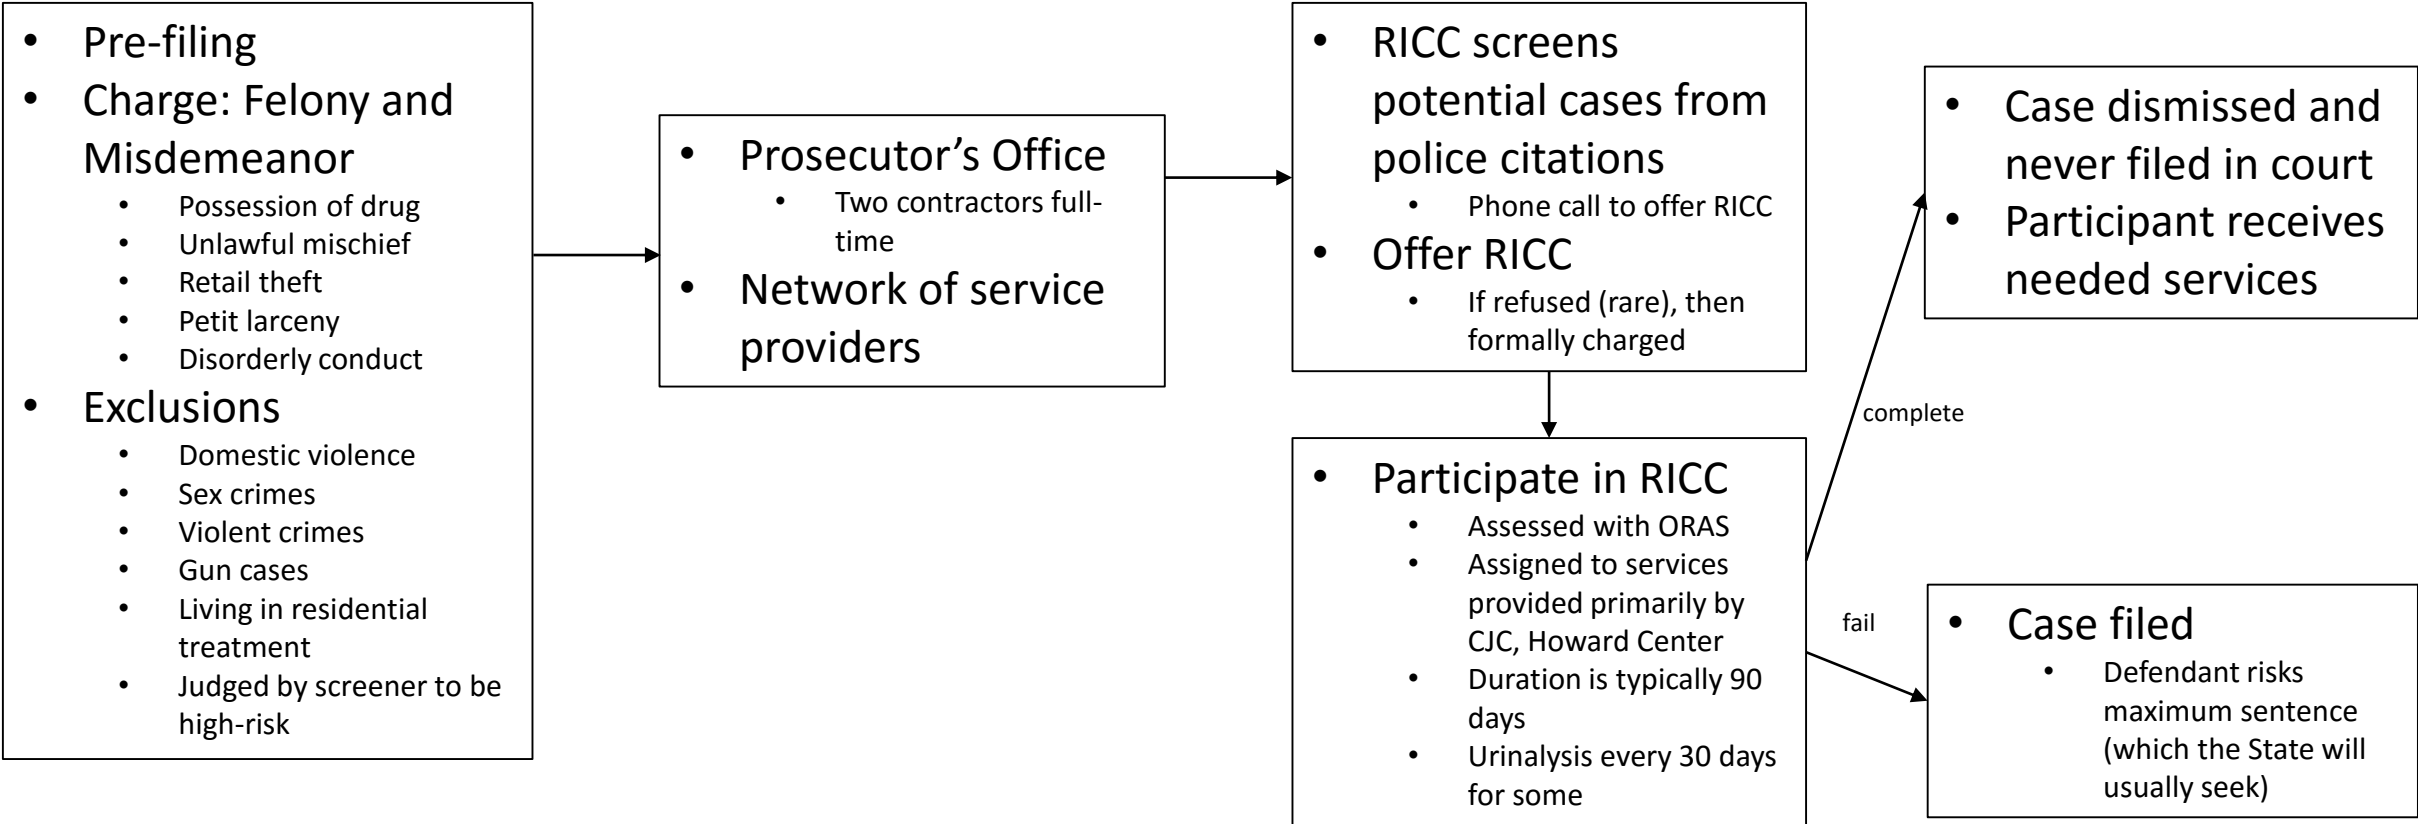 • Pre-filing
• Charge: Felony and
Misdemeanor
• Possession of drug
• Unlawful mischief
• Retail theft
• Petit larceny
• Disorderly conduct
• Exclusions
• Domestic violence
• Sex crimes
• Violent crimes
• Gun cases
• Living in residential
treatment
• Judged by screener to be
high-risk
• Prosecutor’s Office
• Two contractors full-
time
• Network of service
providers
• RICC screens
potential cases from
police citations
• Phone call to offer RICC
• Offer RICC
• If refused (rare), then
formally charged
• Participate in RICC
• Assessed with ORAS
• Assigned to services
provided primarily by
CJC, Howard Center
• Duration is typically 90
days
• Urinalysis every 30 days
for some
complete
• Case dismissed and
never filed in court
• Participant receives
needed services
fail
• Case filed
• Defendant risks
maximum sentence
(which the State will
usually seek)